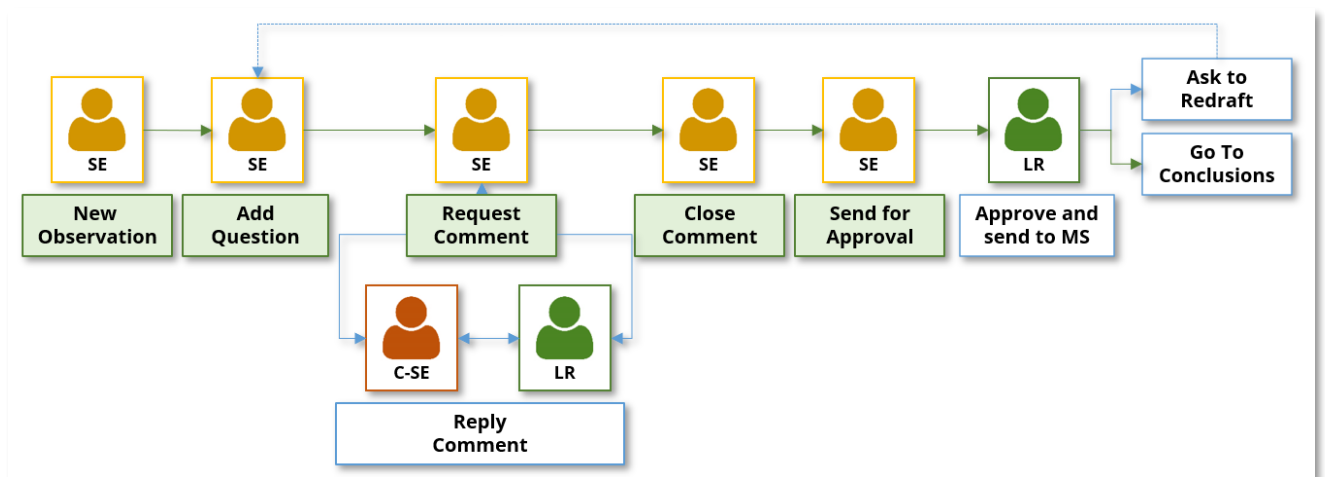 SE
SE
SE
SE
SE
LR
Ask to
Redraft
Go To
Conclusions
New
Observation
Add
Question
Request
Comment
Close
Comment
Send for
Approval
Approve and
send to MS
C-SE
LR
Reply
Comment